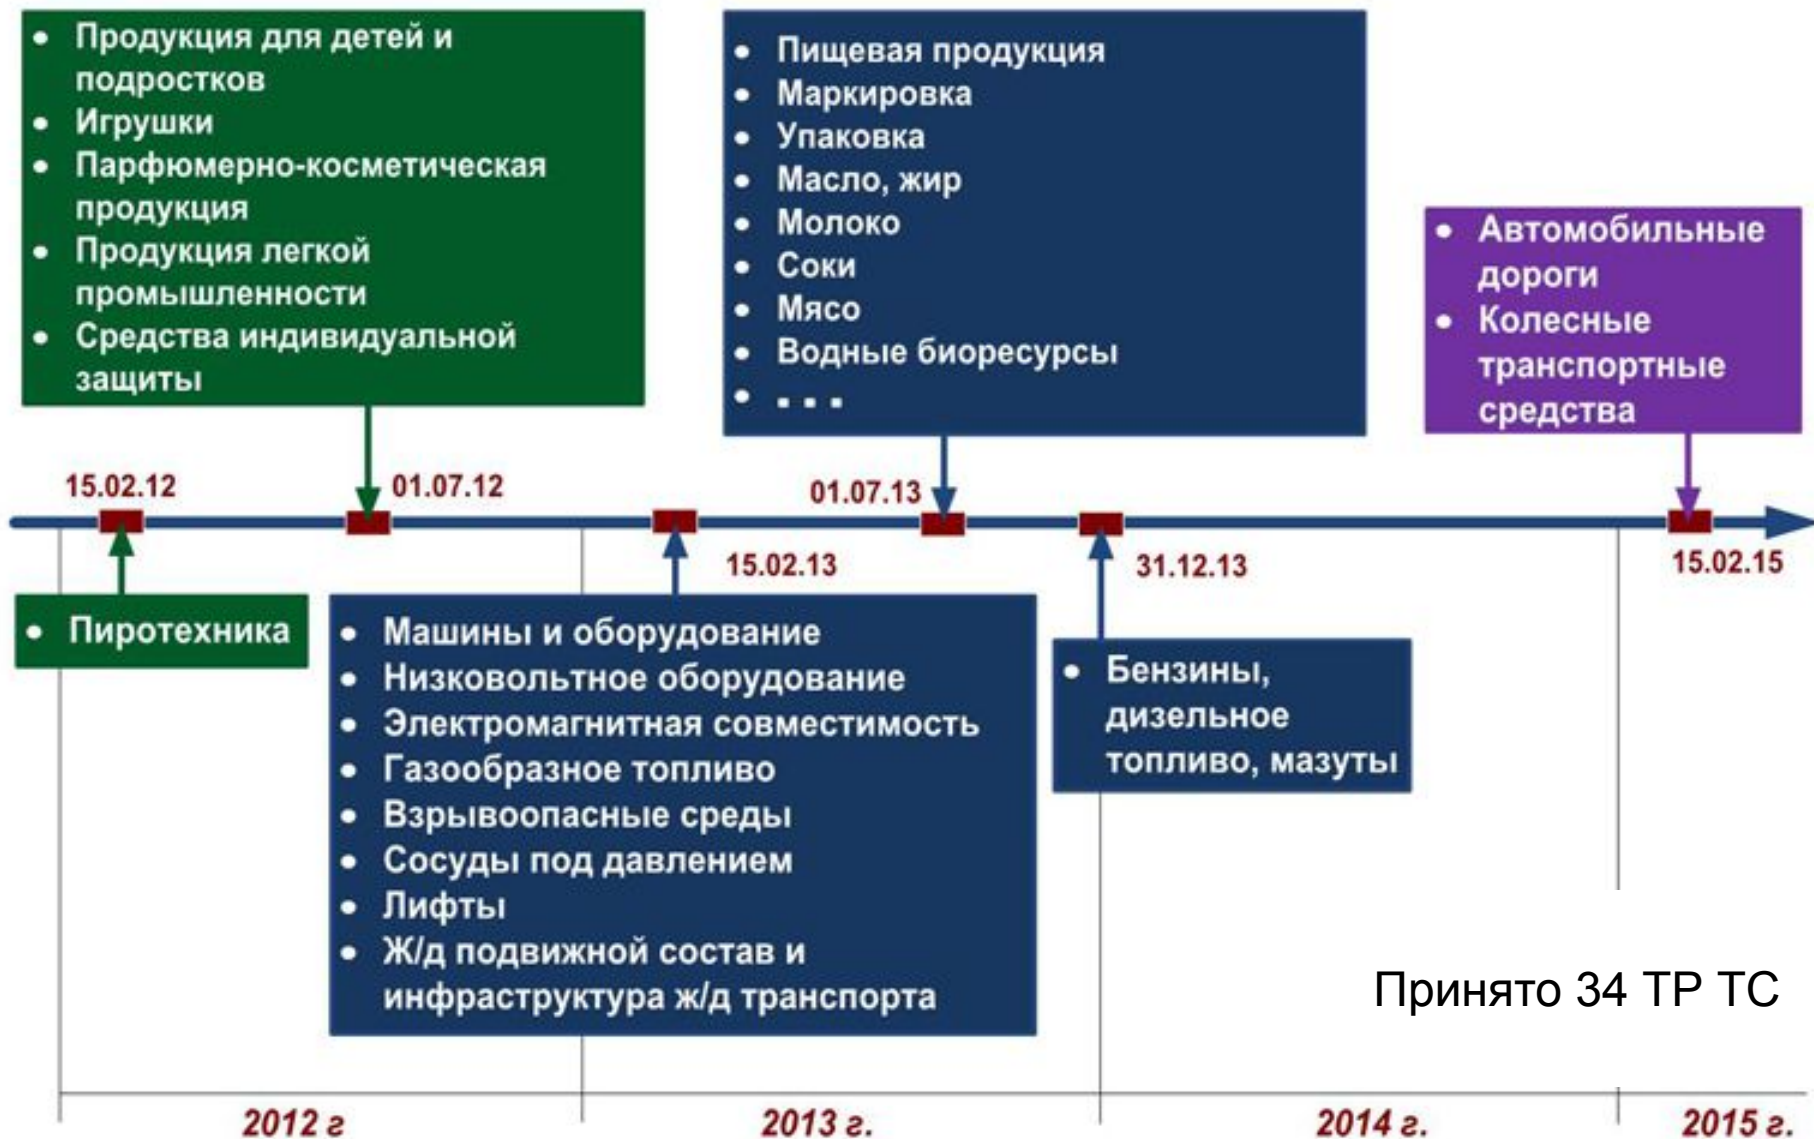 • Продукция для детей и
подростков
• Игрушки
• Парфюмерно-косметическая
продукция
• Продукция легкой
промышленности
• Средства индивидуальной
защиты
• Пищевая продукция
• Маркировка
• Упаковка
• Масло, жир
• Молоко
• Соки
• Мясо
• Водные биоресурсы
• ...
• Автомобильные
дороги
• Колесные
транспортные
средства
15.02.12
01.07.12
01.07.13
15.02.13
31.12.13
15.02.15
• Пиротехника
• Машины и оборудование
• Низковольтное оборудование
• Электромагнитная совместимость
• Газообразное топливо
• Взрывоопасные среды
• Сосуды под давлением
• Лифты
• Ж/д подвижной состав и
инфраструктура ж/д транспорта
• Бензины,
дизельное
топливо, мазуты
Принято 34 ТР ТС
2012 г
2013 г.
2014 г.
2015 г.